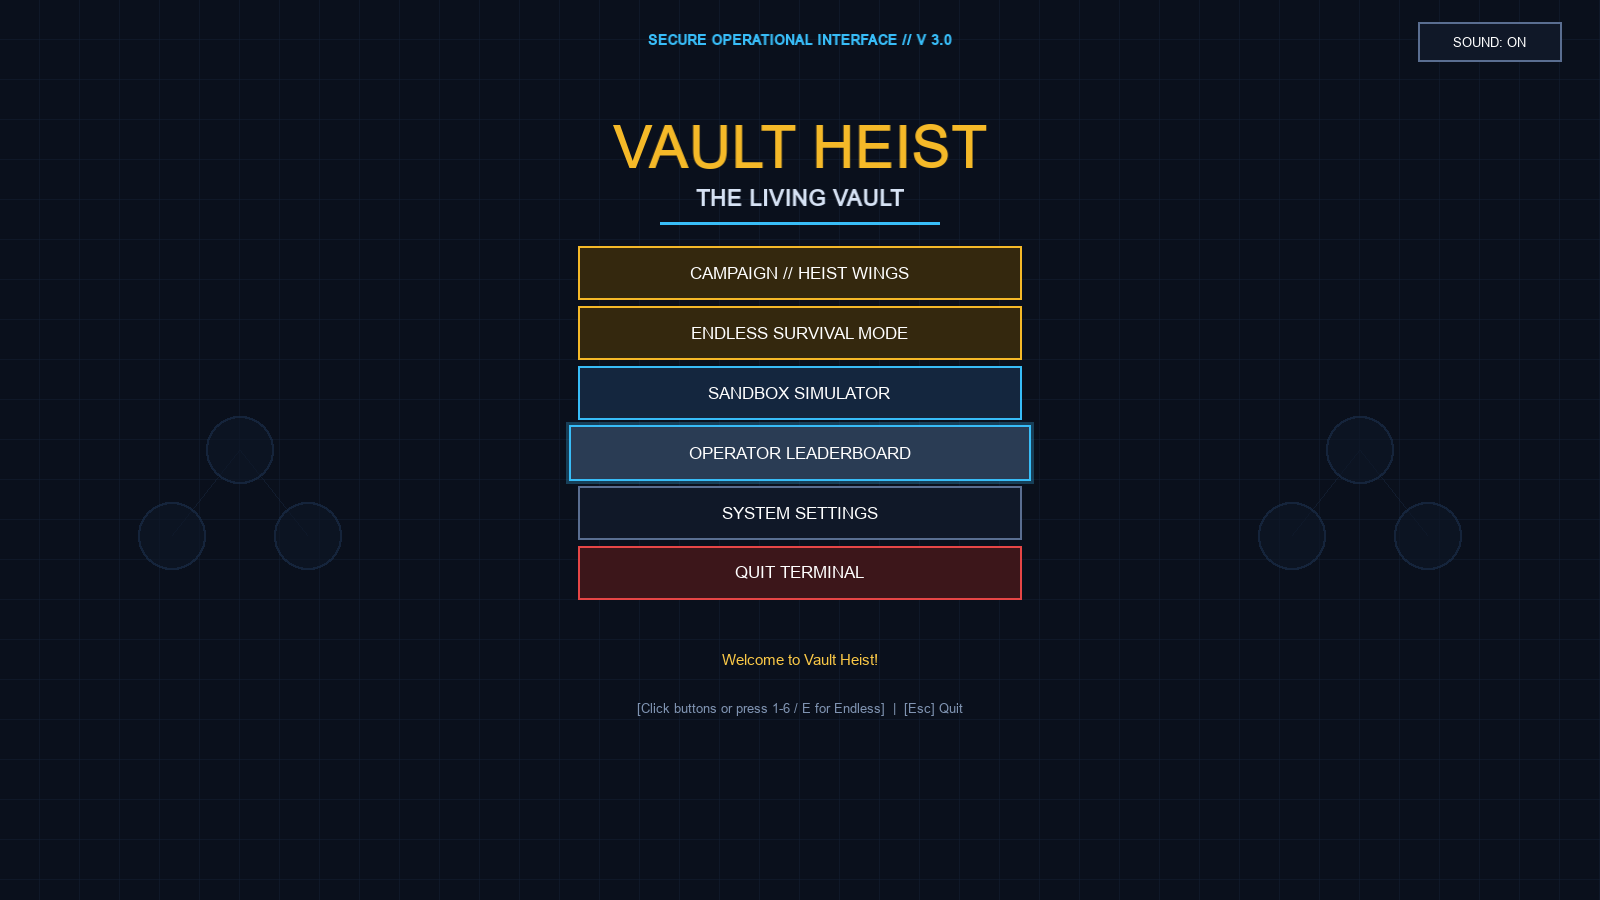 SECURE OPERATIONAL INTERFACE // V 3.0
SOUND: ON
VAULT HEIST
THE LIVING VAULT
CAMPAIGN // HEIST WINGS
ENDLESS SURVIVAL MODE
SANDBOX SIMULATOR
OPERATOR LEADERBOARD
SYSTEM SETTINGS
QUIT TERMINAL
Welcome to Vault Heist!
[Click buttons or press 1-6 / E for Endless]  |  [Esc] Quit